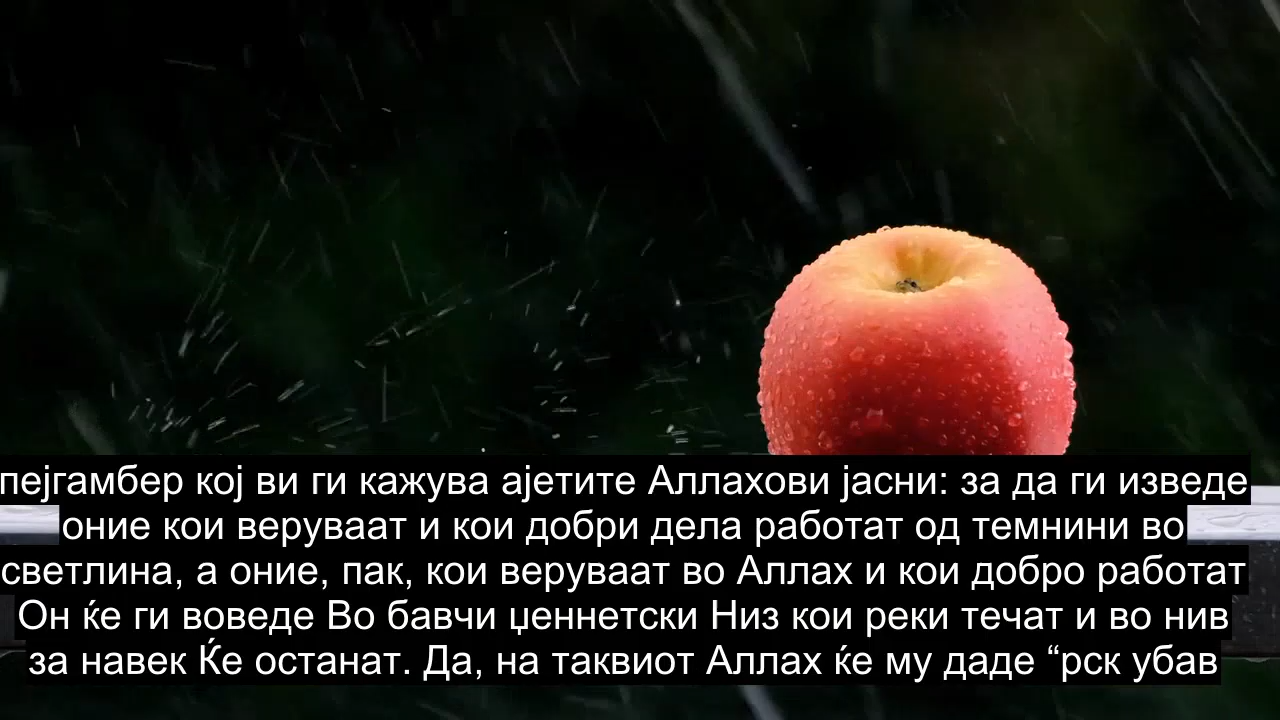 пејгамбер кој ви ги кажува ајетите Аллахови јасни: за да ги изведе
оние кои веруваат и кои добри дела работат од темнини во
светлина, а оние, пак, кои веруваат во Аллах и кои добро работат
Он ќе ги воведе Во бавчи џеннетски Низ кои реки течат и во нив
за навек Ќе останат. Да, на таквиот Аллах ќе му даде “рск убав